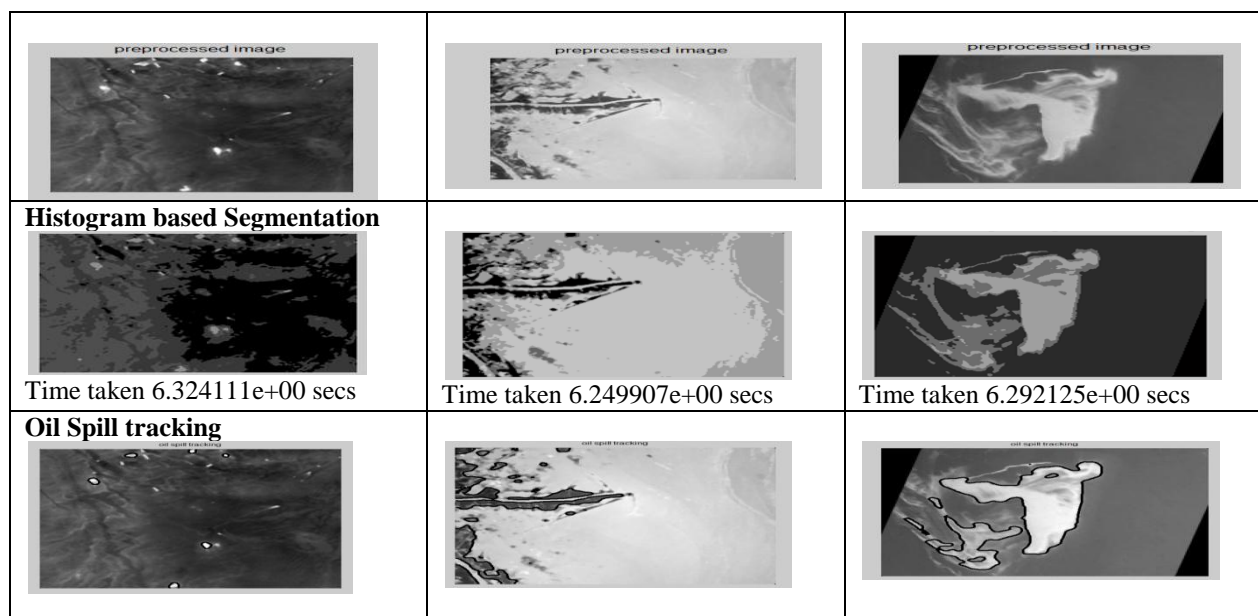 preprocessed image
preprocessed image
preprocessed image
Histogram based Segmentation
Time taken 6.324111e+00 secs
Time taken 6.249907e+00 secs
Time taken 6.292125e+00 secs
Oil Spill tracking
oil spill tracking
oil spill tracking
oil spill tracking